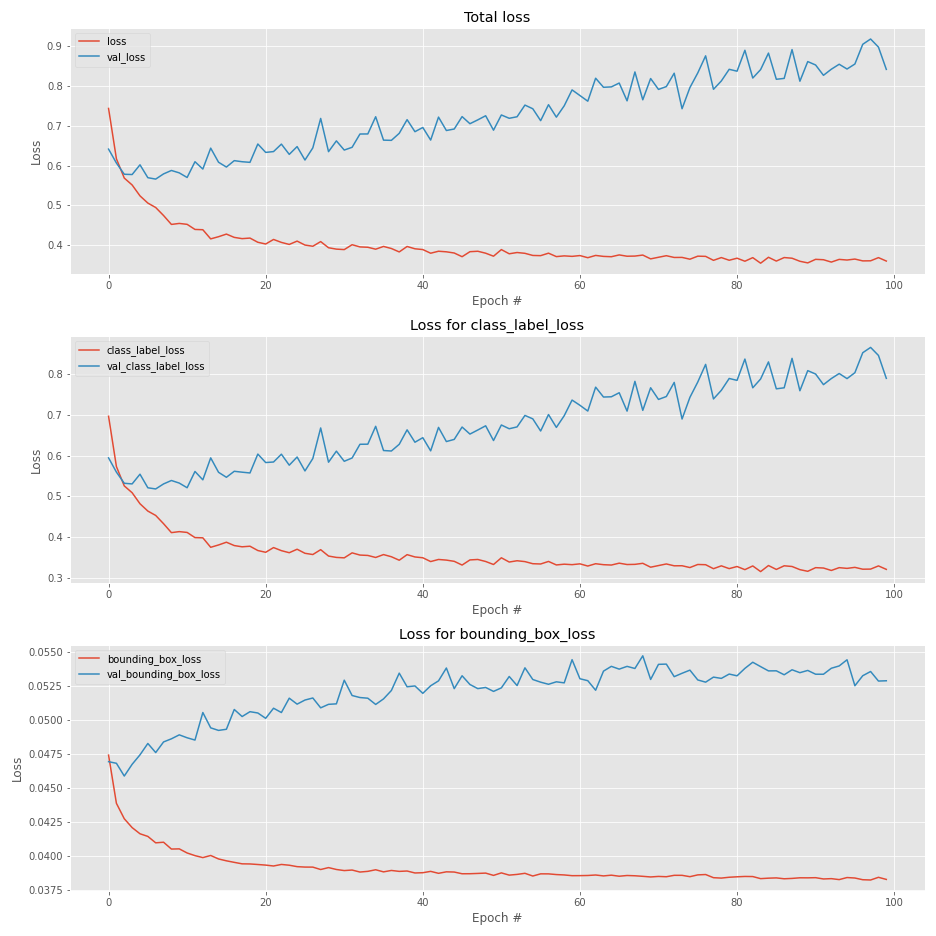 Total loss
loss
val_loss
0.9
0.8
0.7
0.6
0.5
0.4
Loss
0 20 40 60 80 100
Epoch #
Loss for class_label_loss
class_label_loss
val_class_label_loss
0.8
0.7
0.6
0.5
0.4
0.3
Loss
0 20 40 60 80 100
Epoch #
Loss for bounding_box_loss
bounding_box_loss
val_bounding_box_loss
0.0550
0.0525
0.0500
0.0475
0.0450
0.0425
0.0400
0.0375
Loss
0 20 40 60 80 100
Epoch #